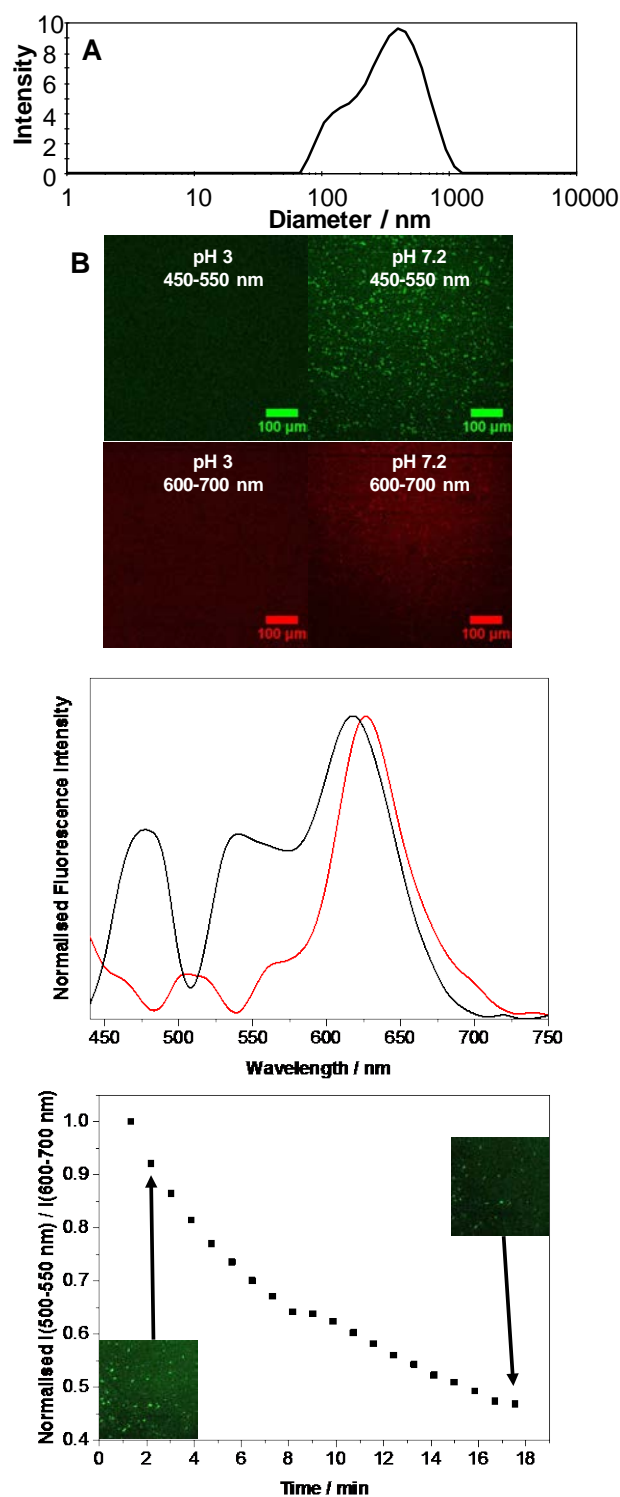 A
Intensity
10
8
6
4
2
0
1
10
100
1000
10000
Diameter / nm
B
pH 3
450-550 nm
100 µm
pH 7.2
450-550 nm
100 µm
pH 3
600-700 nm
100 µm
pH 7.2
600-700 nm
100 µm
Normalised Fluorescence Intensity
450
500
550
600
650
700
750
Wavelength / nm
Normalised I(500-550 nm) / I(600-700 nm)
1.0
0.9
0.8
0.7
0.6
0.5
0.4
0
2
4
6
8
10
12
14
16
18
Time / min